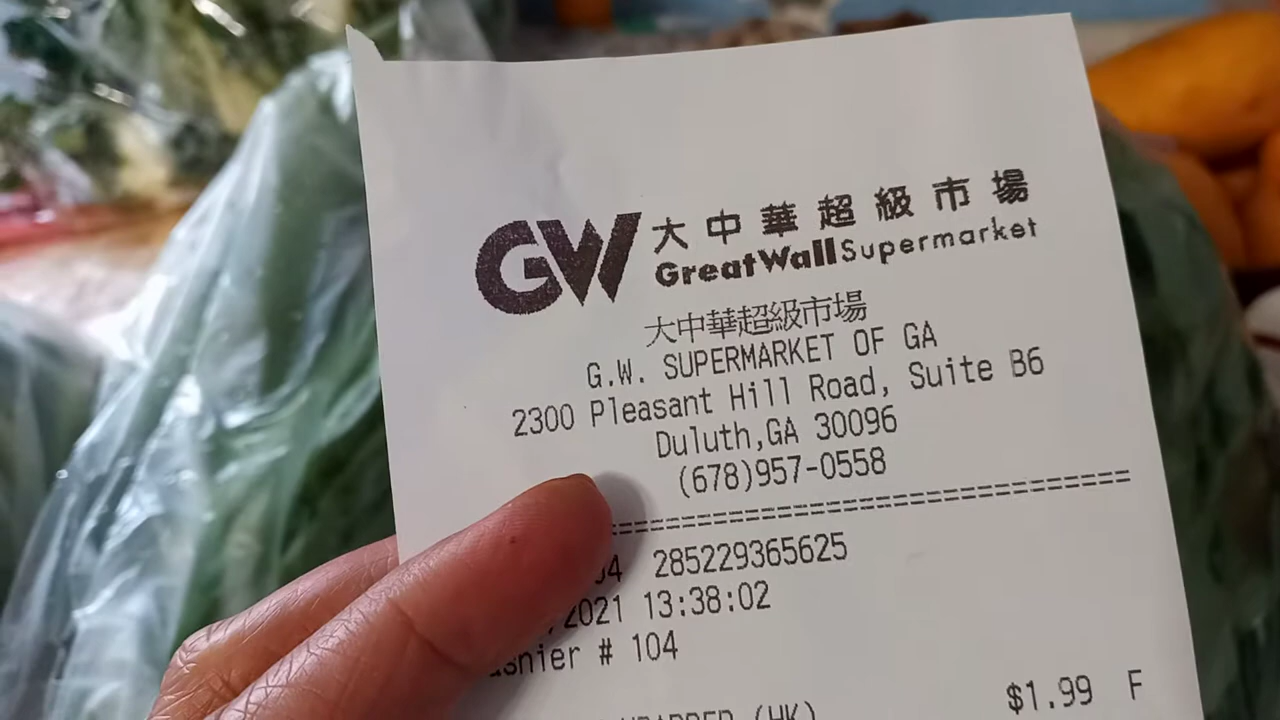 GW 大中華超級市場
GreatWall Supermarket
大中華超級市場
G.W. SUPERMARKET OF GA
2300 Pleasant Hill Road, Suite B6
Duluth,GA 30096
(678)957-0558
================================
04 285229365625
2021 13:38:02
# 104
(HK) $1.99 F